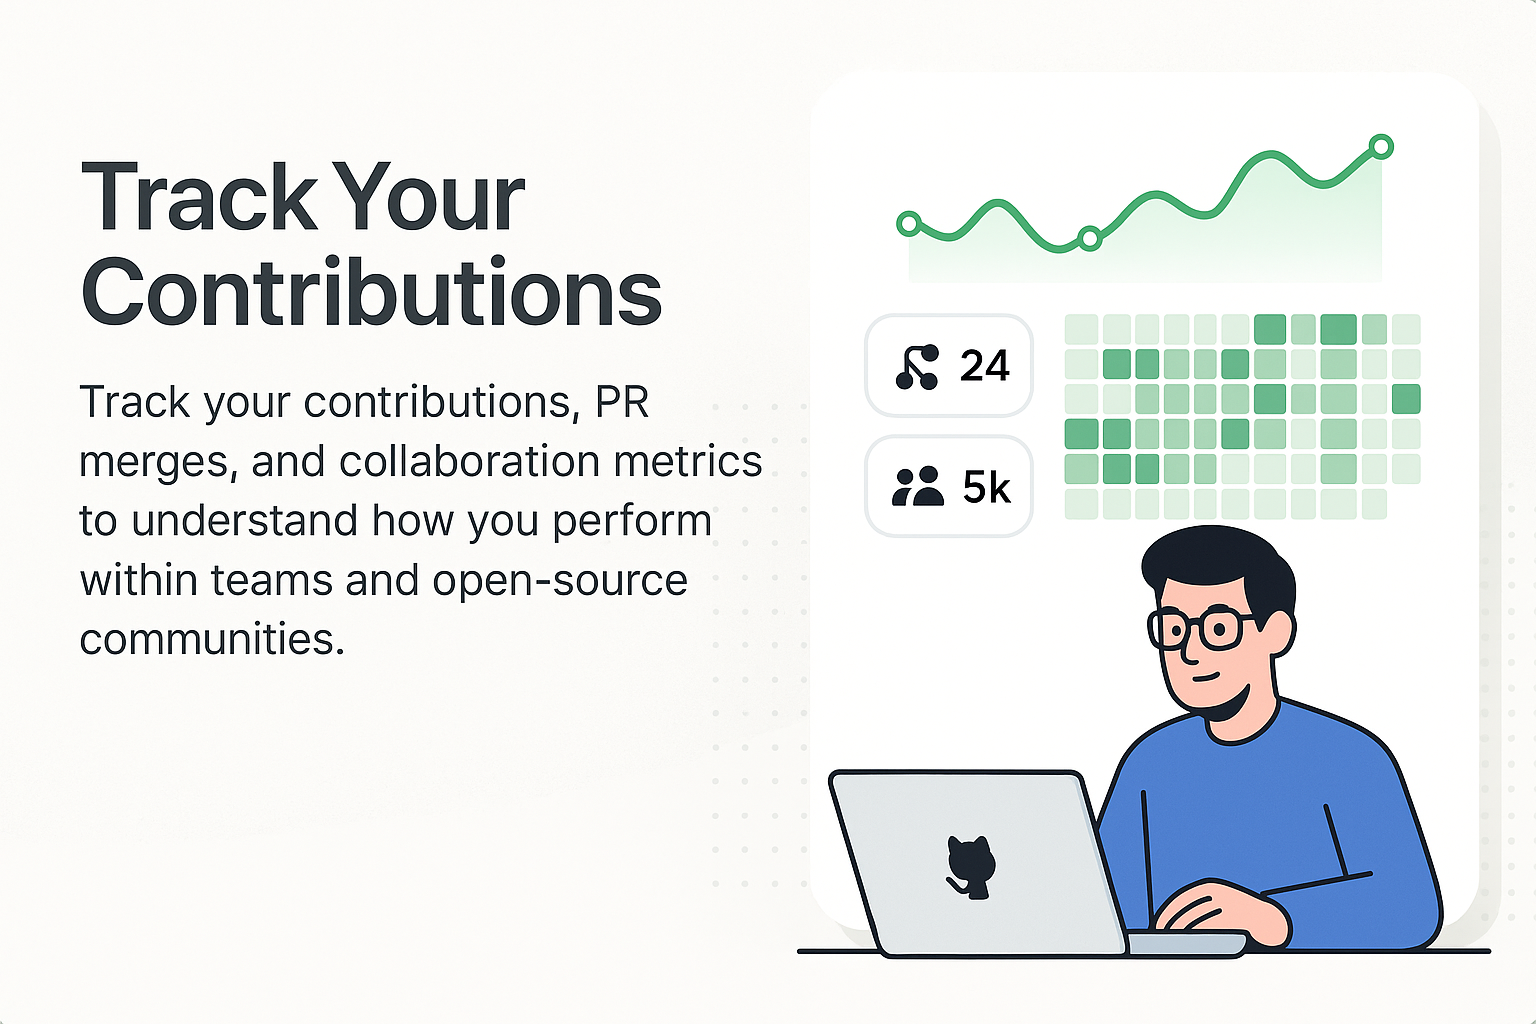 Track Your
Contributions
Track your contributions, PR
merges, and collaboration metrics
to understand how you perform
within teams and open-source
communities.
24
5k